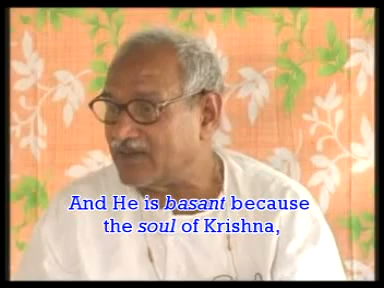 And He is basant because
the soul of Krishna,